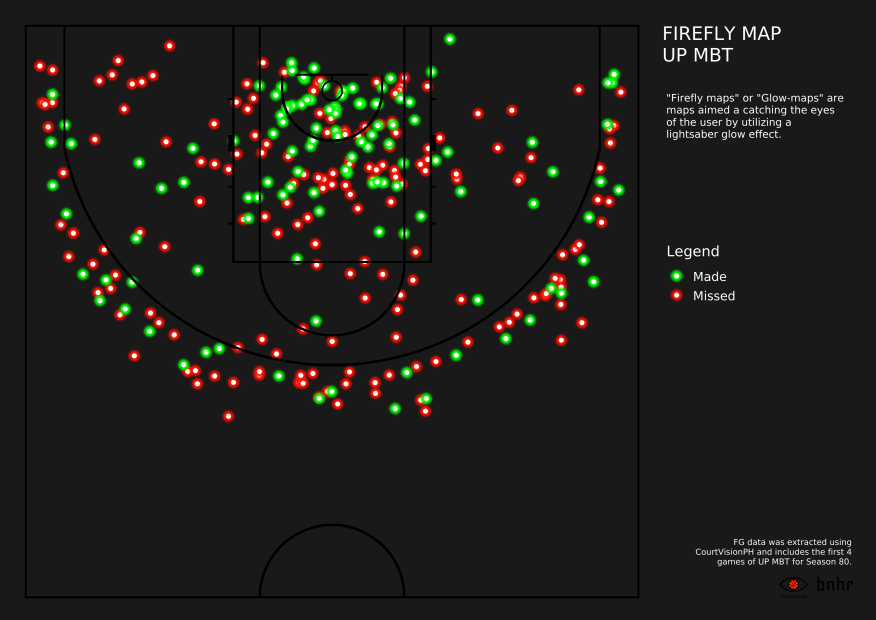 FIREFLY MAP
UP MBT
"Firefly maps" or "Glow-maps" are
maps aimed a catching the eyes
of the user by utilizing a
lightsaber glow effect.
Legend
Made
Missed
FG data was extracted using
CourtVisionPH and includes the first 4
games of UP MBT for Season 80.
bnhr